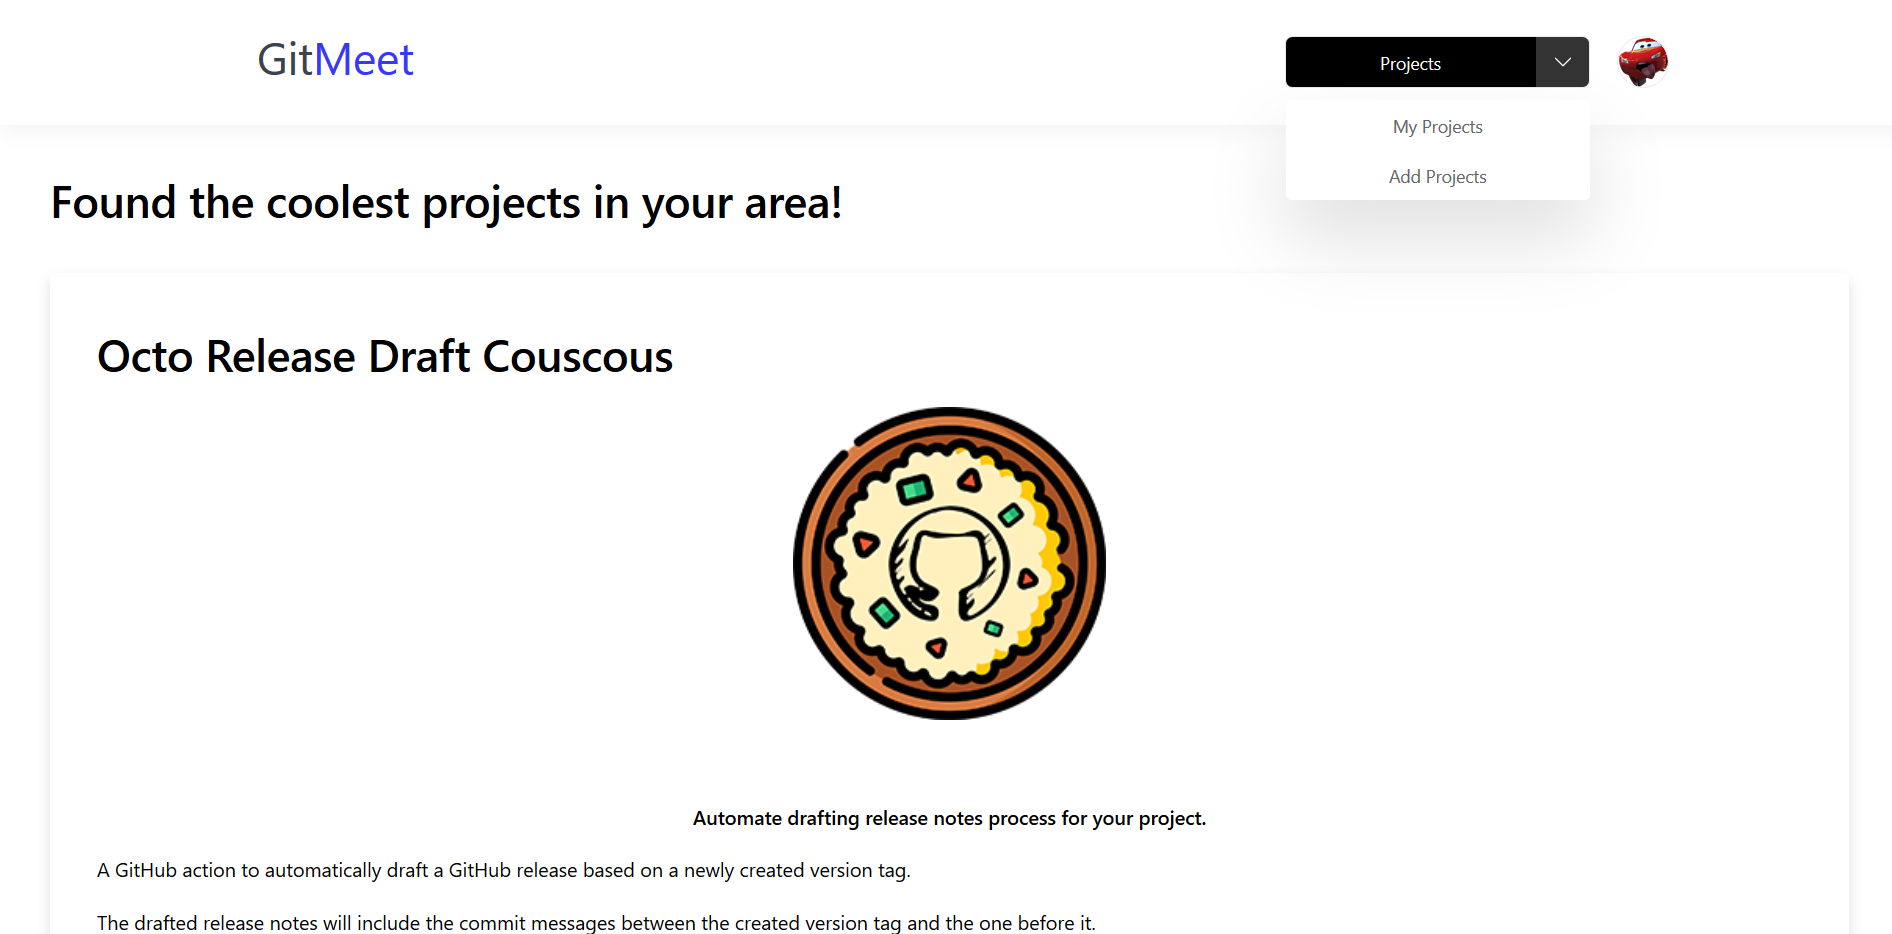 GitMeet
Projects
My Projects
Add Projects
Found the coolest projects in your area!
Octo Release Draft Couscous
Automate drafting release notes process for your project.
A GitHub action to automatically draft a GitHub release based on a newly created version tag.
The drafted release notes will include the commit messages between the created version tag and the one before it.